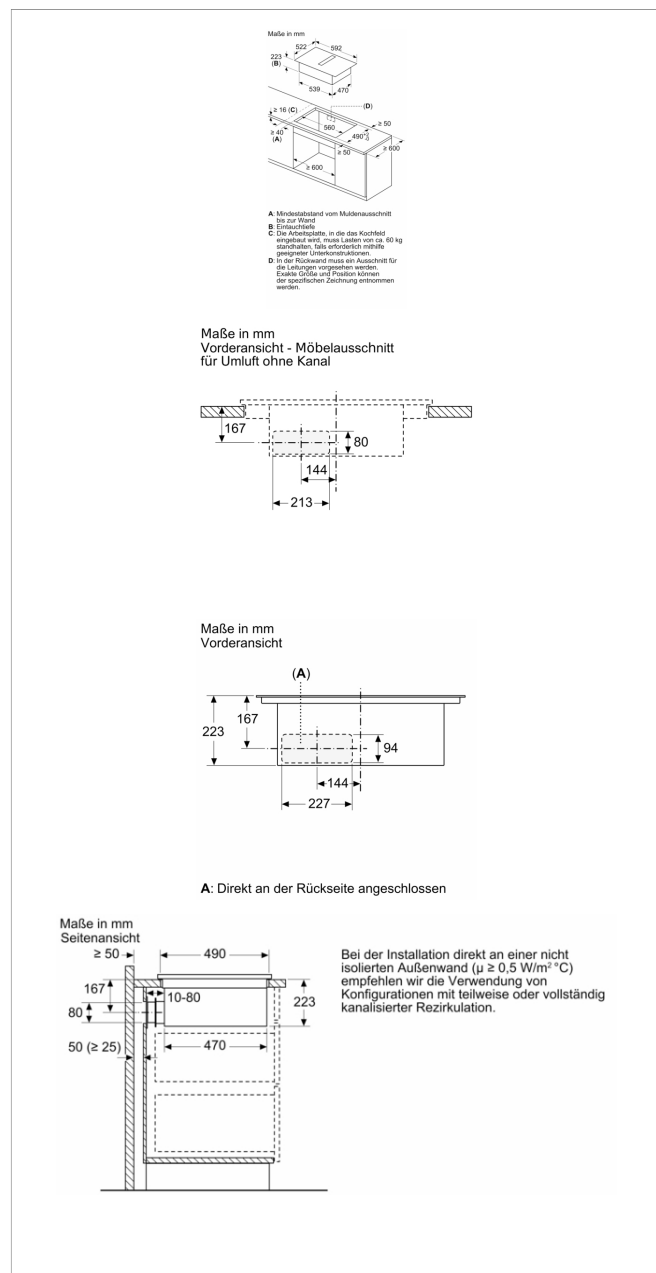 Maße in mm
522
592
223
(B)
539
470
(D)
≥ 16 (C)
≥ 50
560
≥ 40
(A)
490
≥ 50
≥ 600
≥ 600
A: Mindestabstand vom Muldenausschnitt
bis zur Wand
B: Eintauchtiefe
C: Die Arbeitsplatte, in die das Kochfeld
eingebaut wird, muss Lasten von ca. 60 kg
standhalten, falls erforderlich mithilfe
geeigneter Unterkonstruktionen.
D: In der Rückwand muss ein Ausschnitt für
die Leitungen vorgesehen werden.
Exakte Größe und Position können
der spezifischen Zeichnung entnommen
werden.
Maße in mm
Vorderansicht - Möbelausschnitt
für Umluft ohne Kanal
167
80
144
213
Maße in mm
Vorderansicht
(A)
223
167
94
144
227
A: Direkt an der Rückseite angeschlossen
Maße in mm
Seitenansicht
≥ 50
490
167
10-80
223
80
50 (≥ 25)
470
Bei der Installation direkt an einer nicht
isolierten Außenwand (μ ≥ 0,5 W/m² °C)
empfehlen wir die Verwendung von
Konfigurationen mit teilweise oder vollständig
kanalisierter Rezirkulation.